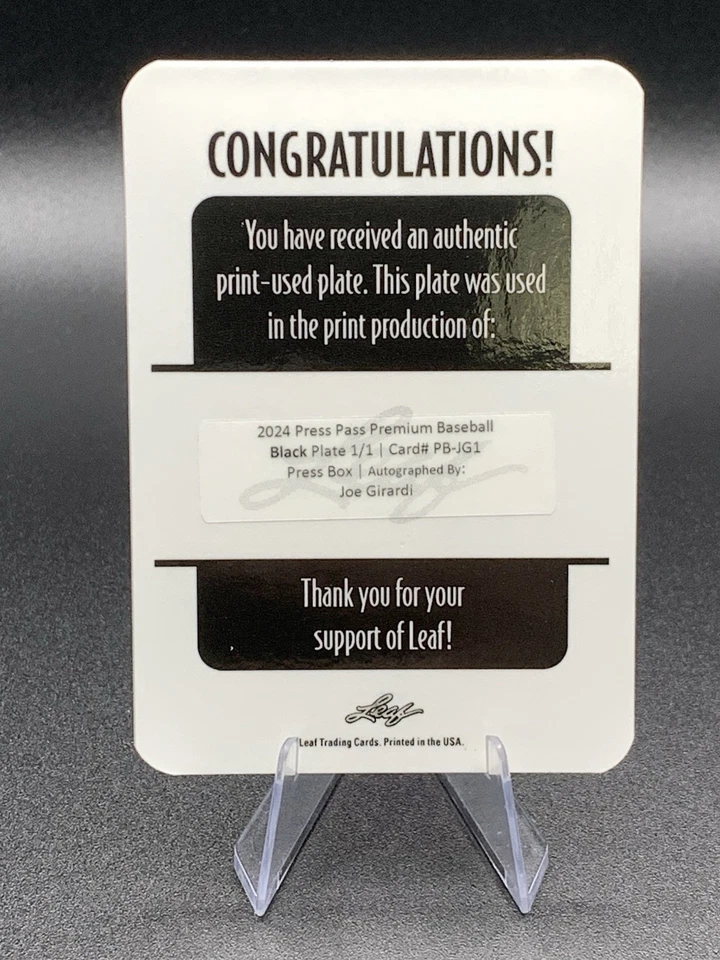 CONGRATULATIONS!
You have received an authentic
print-used plate. This plate was used
in the print production of:
2024 Press Pass Premium Baseball
Black Plate 1/1 | Card# PB-JG1
Press Box | Autographed By:
Joe Girardi
Thank you for your
support of Leaf!
Leaf
Leaf Trading Cards. Printed in the USA.